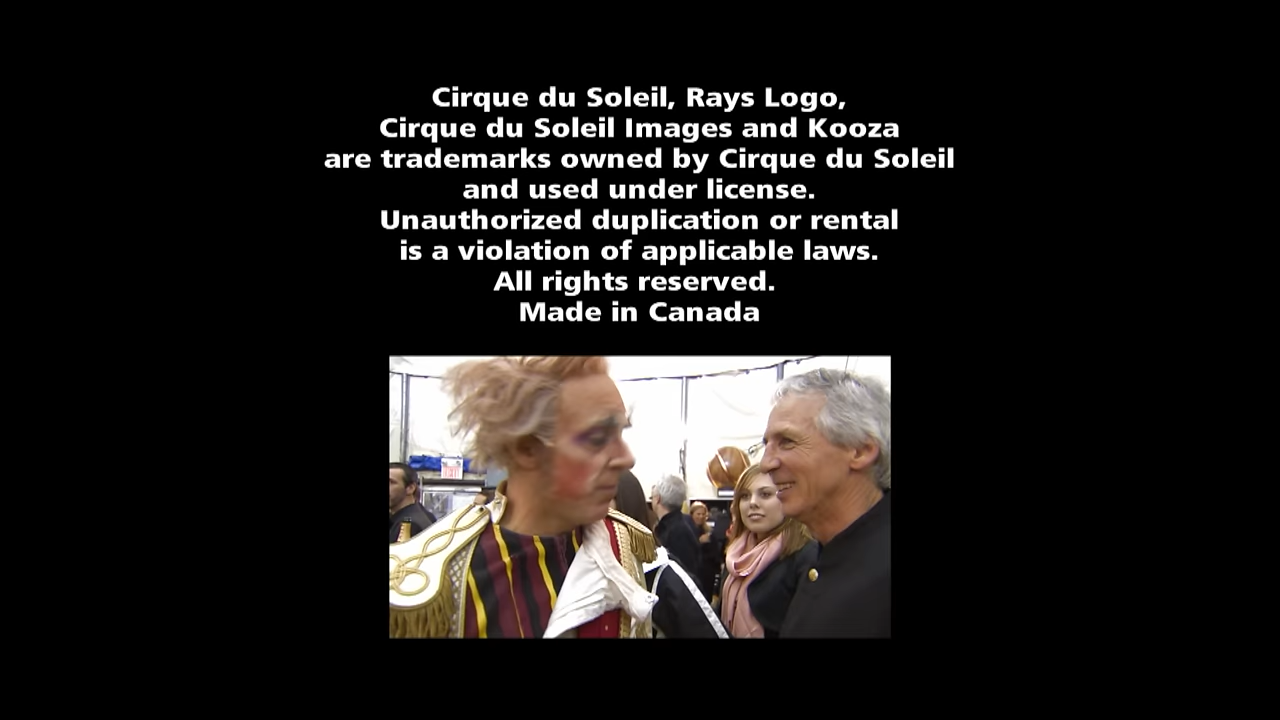 Cirque du Soleil, Rays Logo,
Cirque du Soleil Images and Kooza
are trademarks owned by Cirque du Soleil
and used under license.
Unauthorized duplication or rental
is a violation of applicable laws.
All rights reserved.
Made in Canada